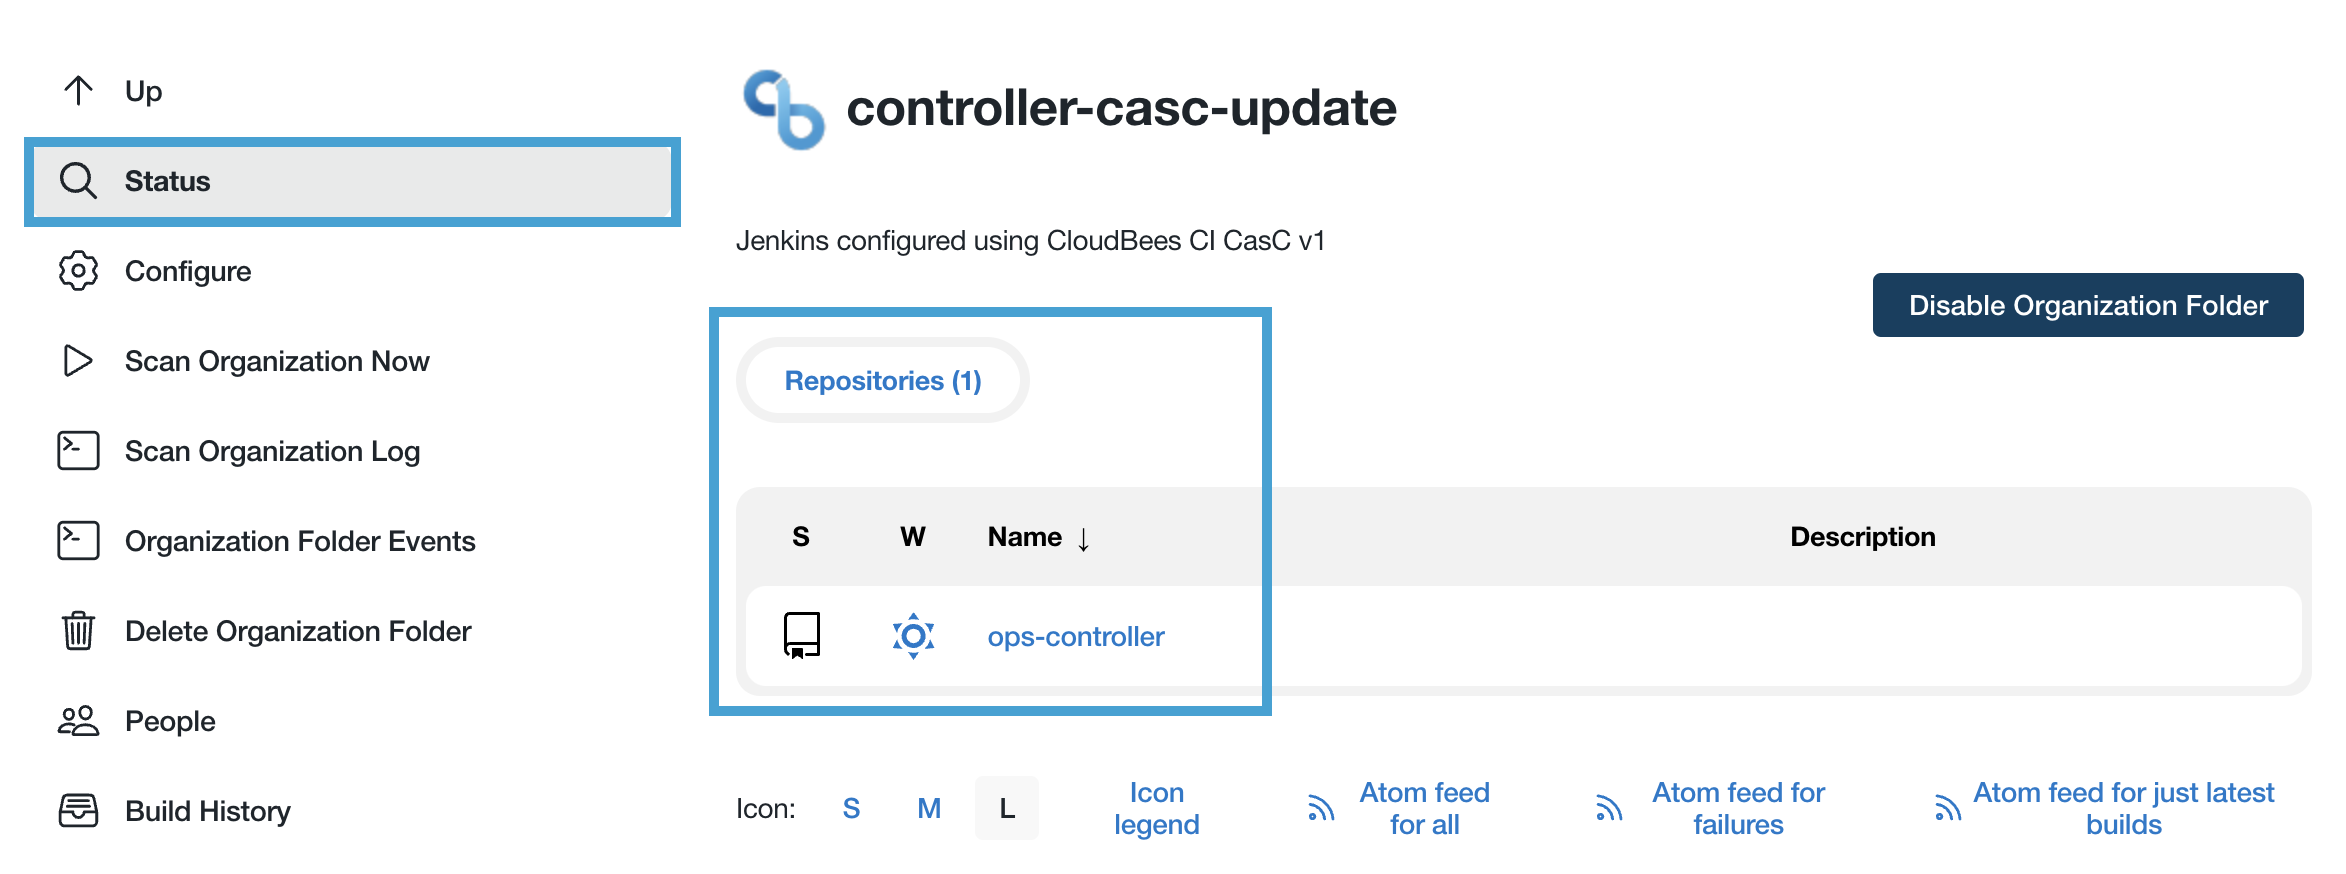 Up
Status
Configure
Scan Organization Now
Scan Organization Log
Organization Folder Events
Delete Organization Folder
People
Build History
controller-casc-update
Jenkins configured using CloudBees CI CasC v1
Disable Organization Folder
Repositories (1)
S W Name ↓ Description
ops-controller
Icon: S M L
Icon
legend
Atom feed
for all
Atom feed for
failures
Atom feed for just latest
builds